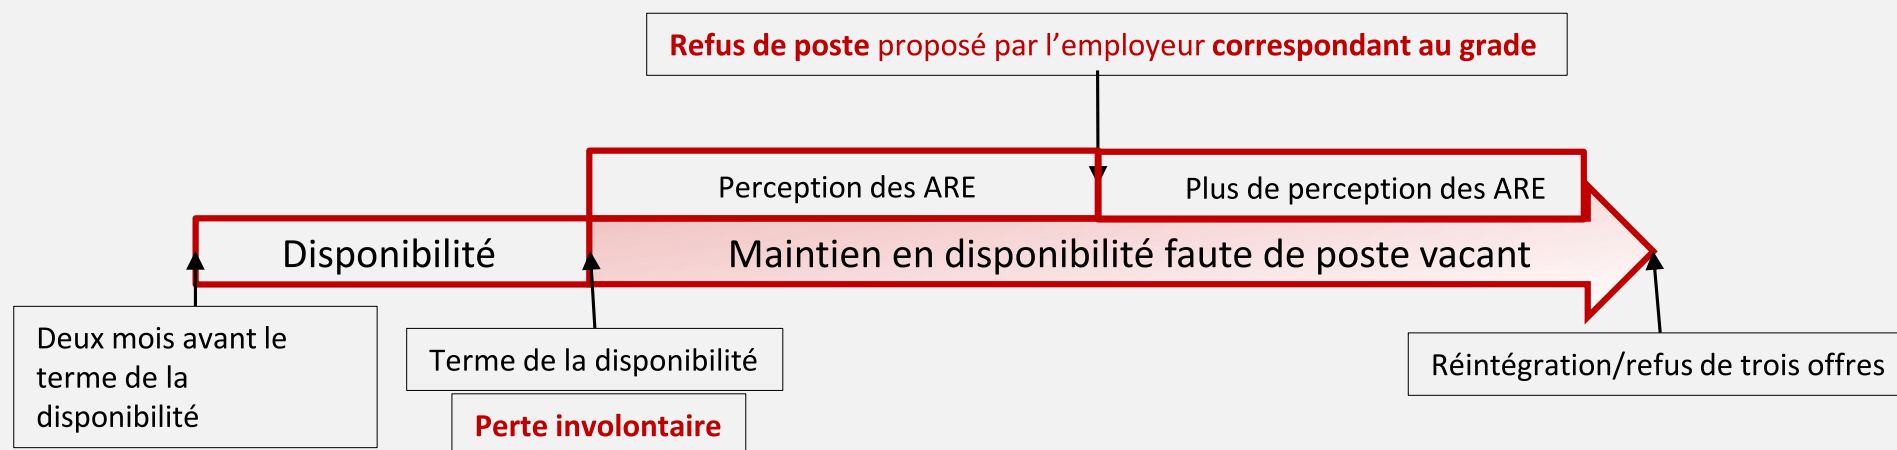 Refus de poste proposé par l’employeur correspondant au grade
Perception des ARE
Plus de perception des ARE
Disponibilité
Maintien en disponibilité faute de poste vacant
Deux mois avant le
terme de la
disponibilité
Terme de la disponibilité
Perte involontaire
Réintégration/refus de trois offres